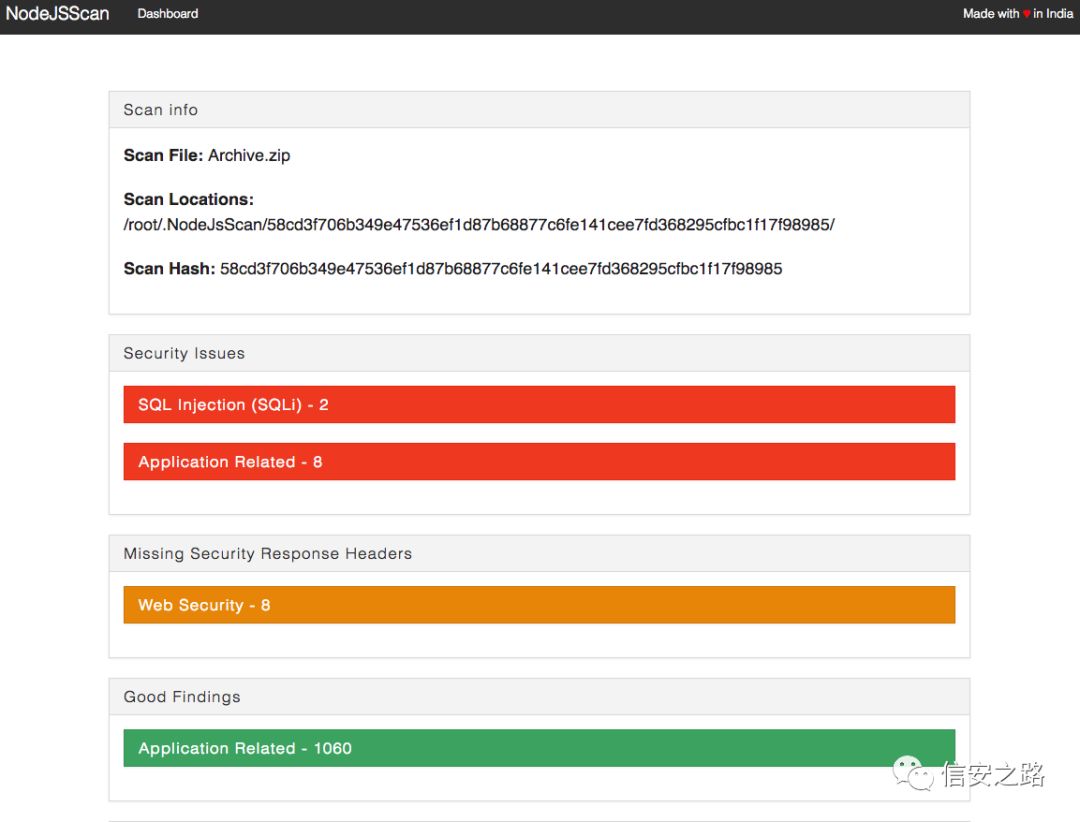 NodeJSScan Dashboard Made with ♥ in India
Scan info
Scan File: Archive.zip
Scan Locations:
/root/.NodeJsScan/58cd3f706b349e47536ef1d87b68877c6fe141cee7fd368295cfbc1f17f98985/
Scan Hash: 58cd3f706b349e47536ef1d87b68877c6fe141cee7fd368295cfbc1f17f98985
Security Issues
SQL Injection (SQLi) - 2
Application Related - 8
Missing Security Response Headers
Web Security - 8
Good Findings
Application Related - 1060
信安之路